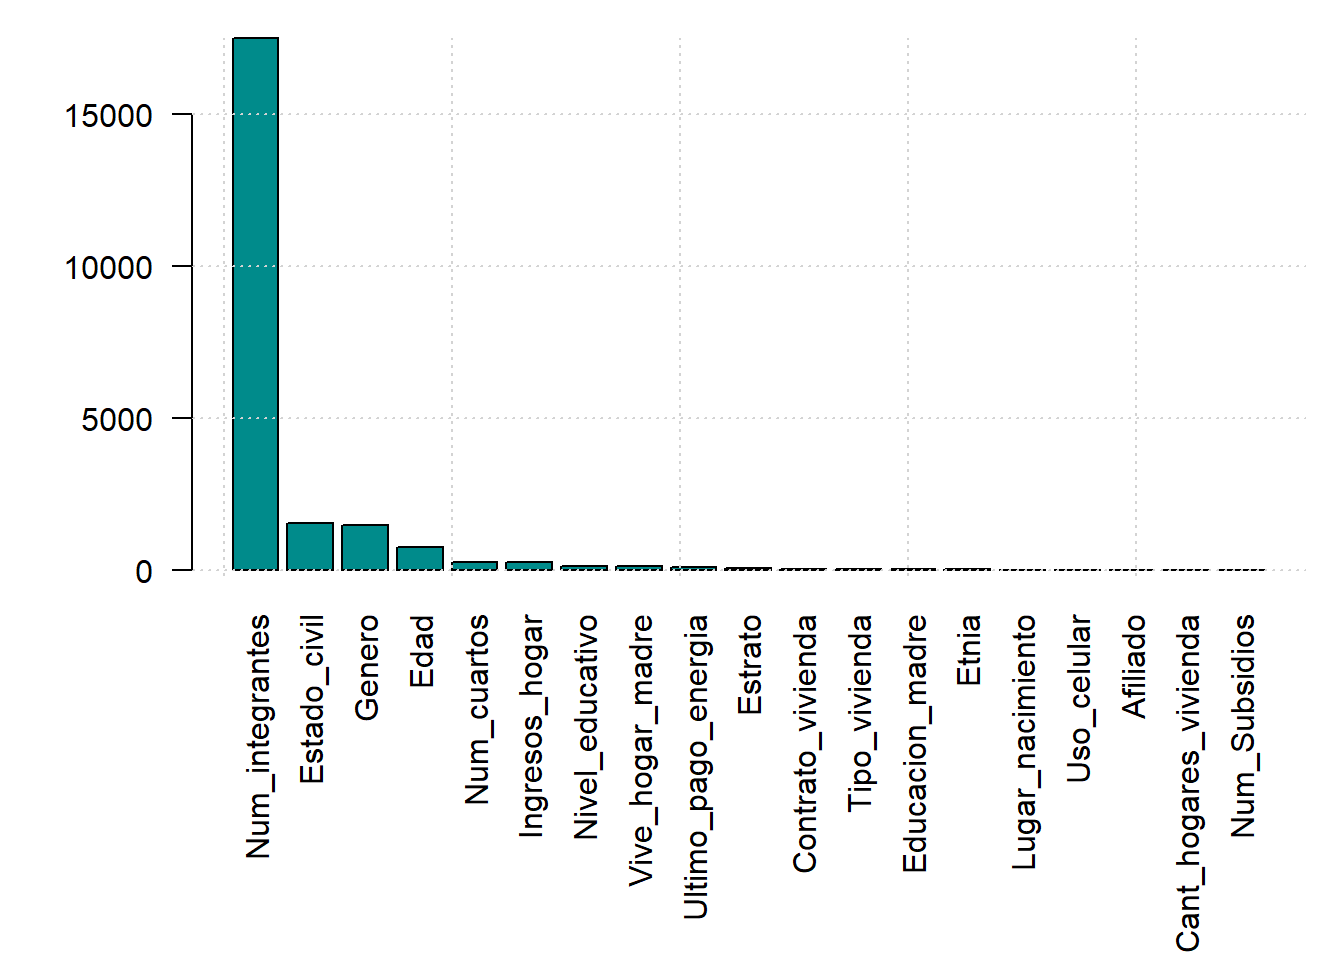 15000
10000
5000
0
Num_integrantes
Estado_civil
Genero
Edad
Num_cuartos
Ingresos_hogar
Nivel_educativo
Vive_hogar_madre
Ultimo_pago_energia
Estrato
Contrato_vivienda
Tipo_vivienda
Educacion_madre
Etnia
Lugar_nacimiento
Uso_celular
Afiliado
Cant_hogares_vivienda
Num_Subsidios